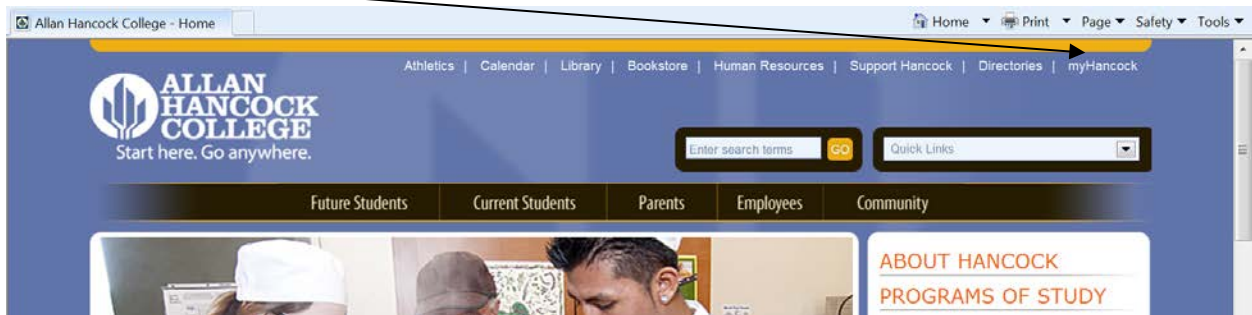 Allan Hancock College - Home
Home Print Page Safety Tools
Athletics | Calendar | Library | Bookstore | Human Resources | Support Hancock | Directories | myHancock
ALLAN
HANCOCK
COLLEGE
Start here. Go anywhere.
Enter search terms GO Quick Links
Future Students Current Students Parents Employees Community
ABOUT HANCOCK
PROGRAMS OF STUDY